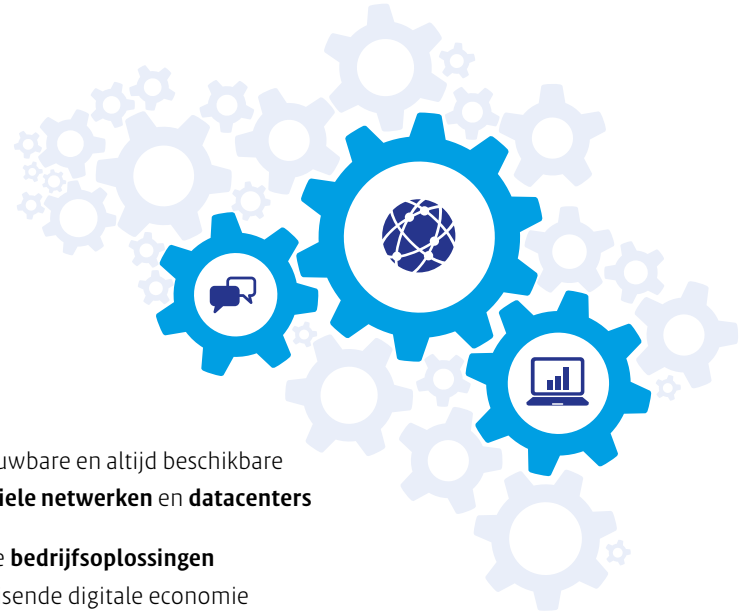 uwbare en altijd beschikbare
iele netwerken en datacenters
e bedrijfsoplossingen
sende digitale economie